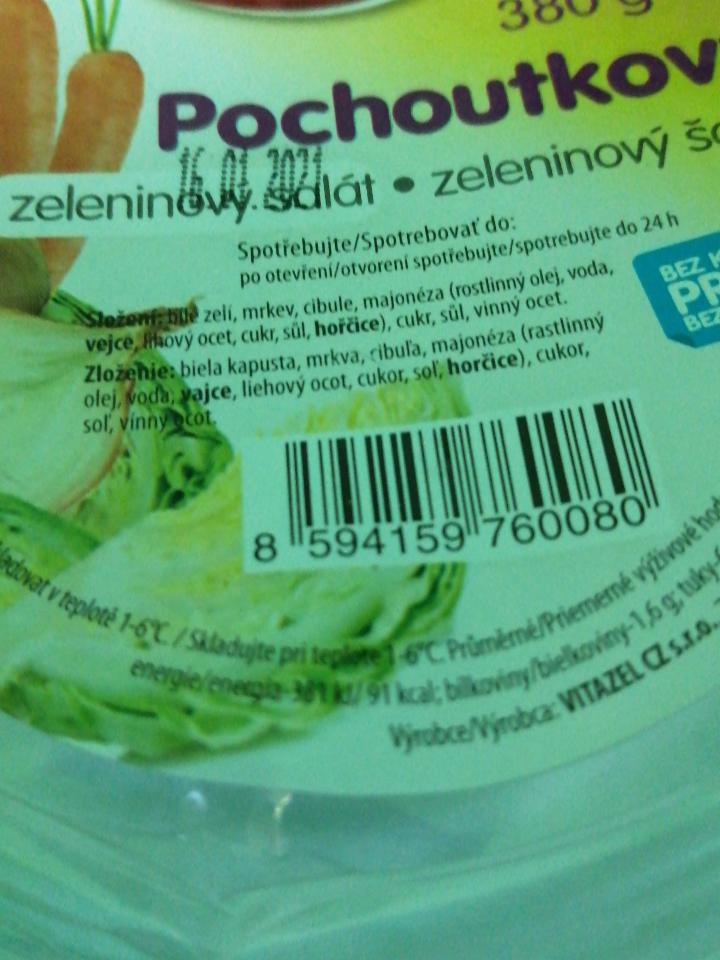 380 g
Pochoutkov
16.01.2021
zeleninový salát • zeleninový ša
Spotřebujte/Spotrebovať do:
po otevření/otvorení spotřebujte/spotrebujte do 24 h
BEZ K
PR
BEZ
Složení: bílé zelí, mrkev, cibule, majonéza (rostlinný olej, voda,
vejce, lihový ocet, cukr, sůl, hořčice), cukr, sůl, vinný ocet.
Zloženie: biela kapusta, mrkva, cibuľa, majonéza (rastlinný
olej, voda, vajce, liehový ocot, cukor, soľ, horčice), cukor,
soľ, vínny ocot.
8 594159 760080
kladovat v teplotě 1-6°C. / Skladujte pri teplote 1-6°C. Průměrné/Priemerné výživové hod
energie/energia-381 kJ/ 91 kcal; bílkoviny/bielkoviny-1,6 g; tuky-
Výrobce/Výrobca: VITAZEL CZ s.r.o.,